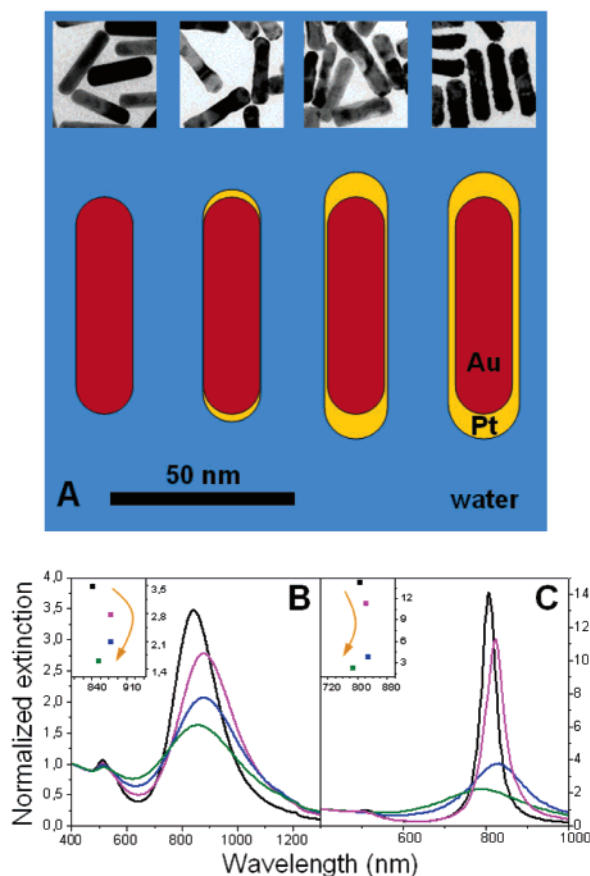 Au
Pt
50 nm
A
water
B
C
Normalized extinction
4,0
3,5
3,0
2,5
2,0
1,5
1,0
0,5
0,0
3,5
2,8
2,1
1,4
840 910
12
9
6
3
720 800 880
14
12
10
8
6
4
2
0
400 600 800 1000 1200
600 800 1000
Wavelength (nm)